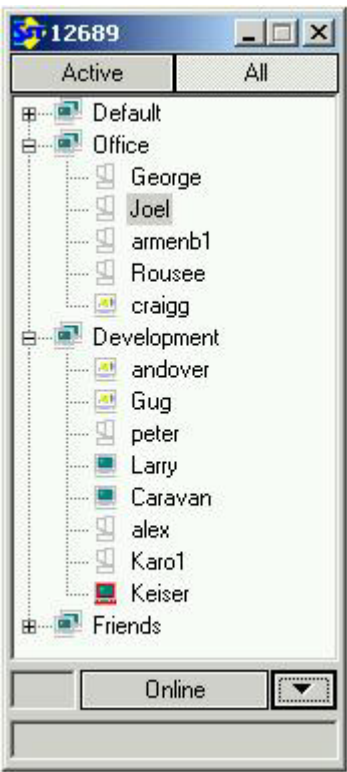 12689
Active All
Default
Office
George
Joel
armenb1
Rousee
craigg
Development
andover
Gug
peter
Larry
Caravan
alex
Karo1
Keiser
Friends
Online